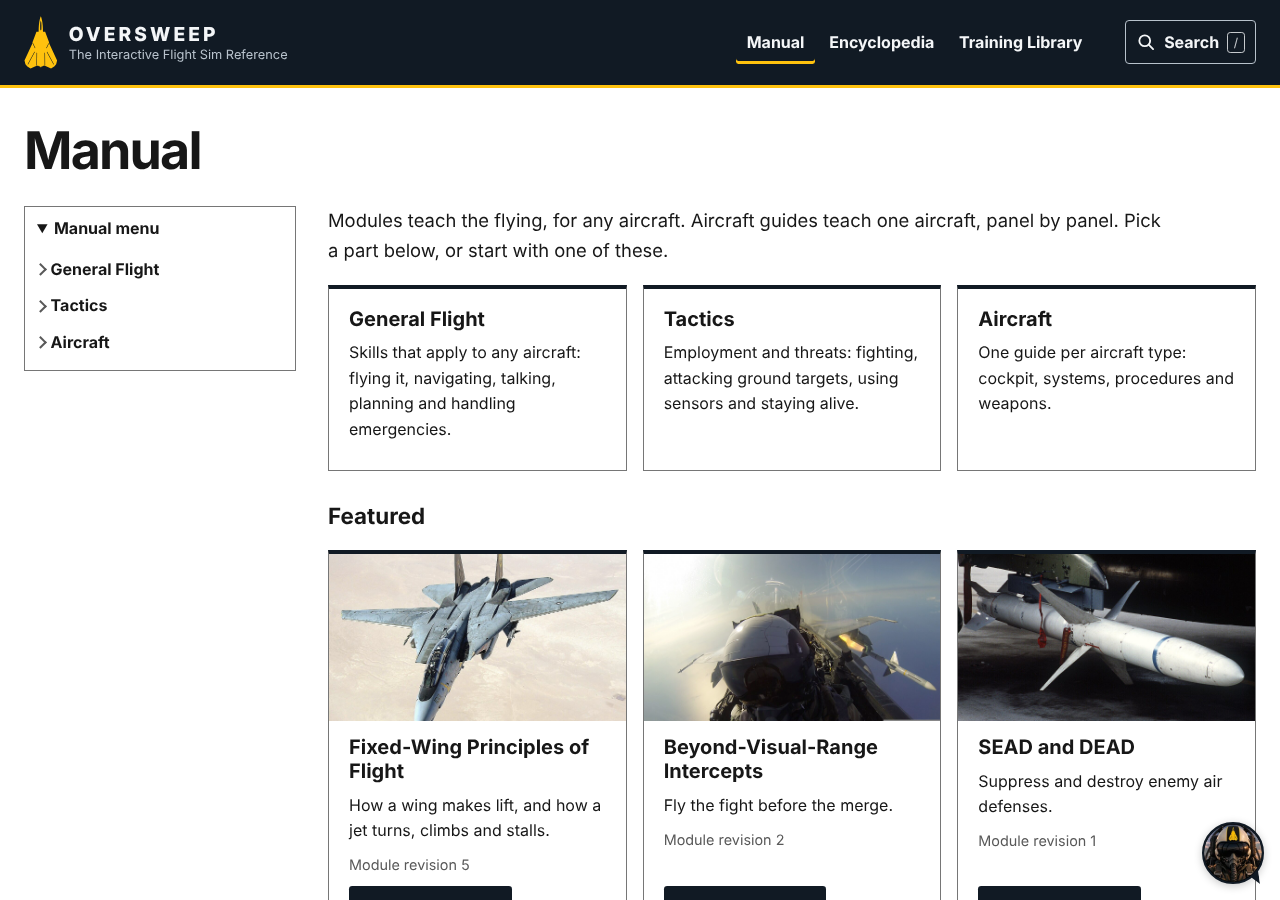 OVERSWEEP
The Interactive Flight Sim Reference
Manual
Encyclopedia
Training Library
Search /
Manual
Manual menu
General Flight
Tactics
Aircraft
Modules teach the flying, for any aircraft. Aircraft guides teach one aircraft, panel by panel. Pick
a part below, or start with one of these.
General Flight
Skills that apply to any aircraft:
flying it, navigating, talking,
planning and handling
emergencies.
Tactics
Employment and threats: fighting,
attacking ground targets, using
sensors and staying alive.
Aircraft
One guide per aircraft type:
cockpit, systems, procedures and
weapons.
Featured
Fixed-Wing Principles of
Flight
How a wing makes lift, and how a
jet turns, climbs and stalls.
Module revision 5
Beyond-Visual-Range
Intercepts
Fly the fight before the merge.
Module revision 2
SEAD and DEAD
Suppress and destroy enemy air
defenses.
Module revision 1